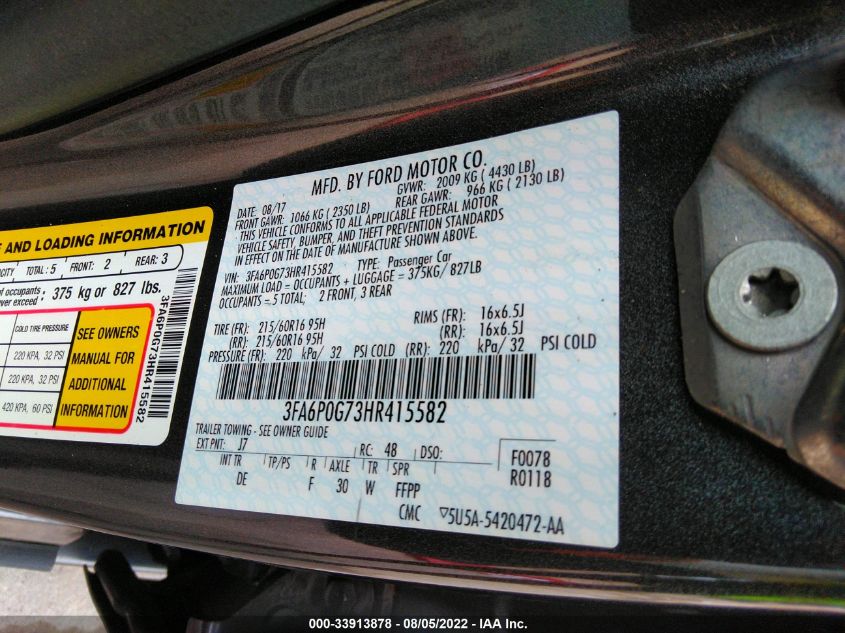 E AND LOADING INFORMATION
CITY TOTAL: 5 FRONT: 2 REAR: 3
of occupants
ver exceed : 375 kg or 827 lbs.
COLD TIRE PRESSURE
220 KPA, 32 PSI
220 KPA, 32 PSI
420 KPA, 60 PSI
SEE OWNERS
MANUAL FOR
ADDITIONAL
INFORMATION
3FA6P0G73HR415582
MFD. BY FORD MOTOR CO.
DATE: 08/17 GVWR: 2009 KG ( 4430 LB)
FRONT GAWR: 1066 KG ( 2350 LB) REAR GAWR: 966 KG ( 2130 LB)
THIS VEHICLE CONFORMS TO ALL APPLICABLE FEDERAL MOTOR
VEHICLE SAFETY, BUMPER, AND THEFT PREVENTION STANDARDS
IN EFFECT ON THE DATE OF MANUFACTURE SHOWN ABOVE.
VIN: 3FA6P0G73HR415582 TYPE: Passenger Car
MAXIMUM LOAD = OCCUPANTS + LUGGAGE = 375KG/ 827LB
OCCUPANTS = 5 TOTAL; 2 FRONT, 3 REAR
TIRE (FR): 215/60R16 95H RIMS (FR): 16x6.5J
(RR): 215/60R16 95H (RR): 16x6.5J
PRESSURE (FR): 220 kPa/ 32 PSI COLD (RR): 220 kPa/ 32 PSI COLD
3FA6P0G73HR415582
TRAILER TOWING - SEE OWNER GUIDE
EXT PNT: J7 RC: 48 DSO: F0078
INT TR TP/PS R AXLE TR SPR R0118
DE F 30 W FFPP
CMC ▽5U5A-5420472-AA
000-33913878 - 08/05/2022 - IAA Inc.